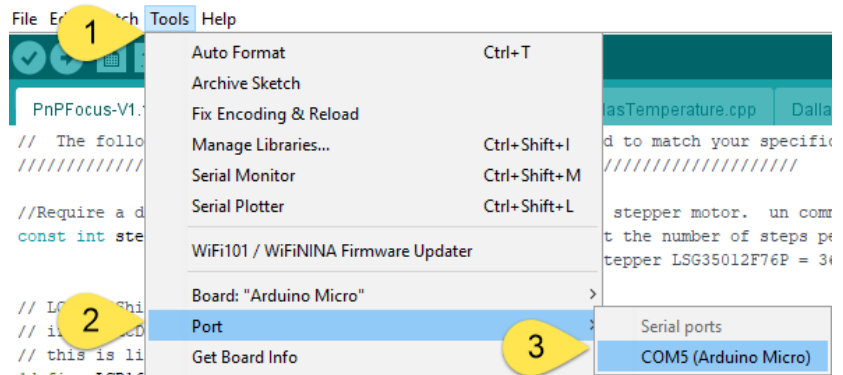 File Tools Help
1
Auto Format Ctrl+T
Archive Sketch
PnPFocus-V1. Fix Encoding & Reload lasTemperature.cpp Dalla
// The follo Manage Libraries... Ctrl+Shift+I d to match your specific
///////////// Serial Monitor Ctrl+Shift+M ////////////////////
//Require a d Serial Plotter Ctrl+Shift+L stepper motor. un comm
const int ste t the number of steps pe
WiFi101 / WiFiNINA Firmware Updater
tepper LSG35012F76P = 36
Board: "Arduino Micro"
2 Port 3 Serial ports
// this is li Get Board Info COM5 (Arduino Micro)